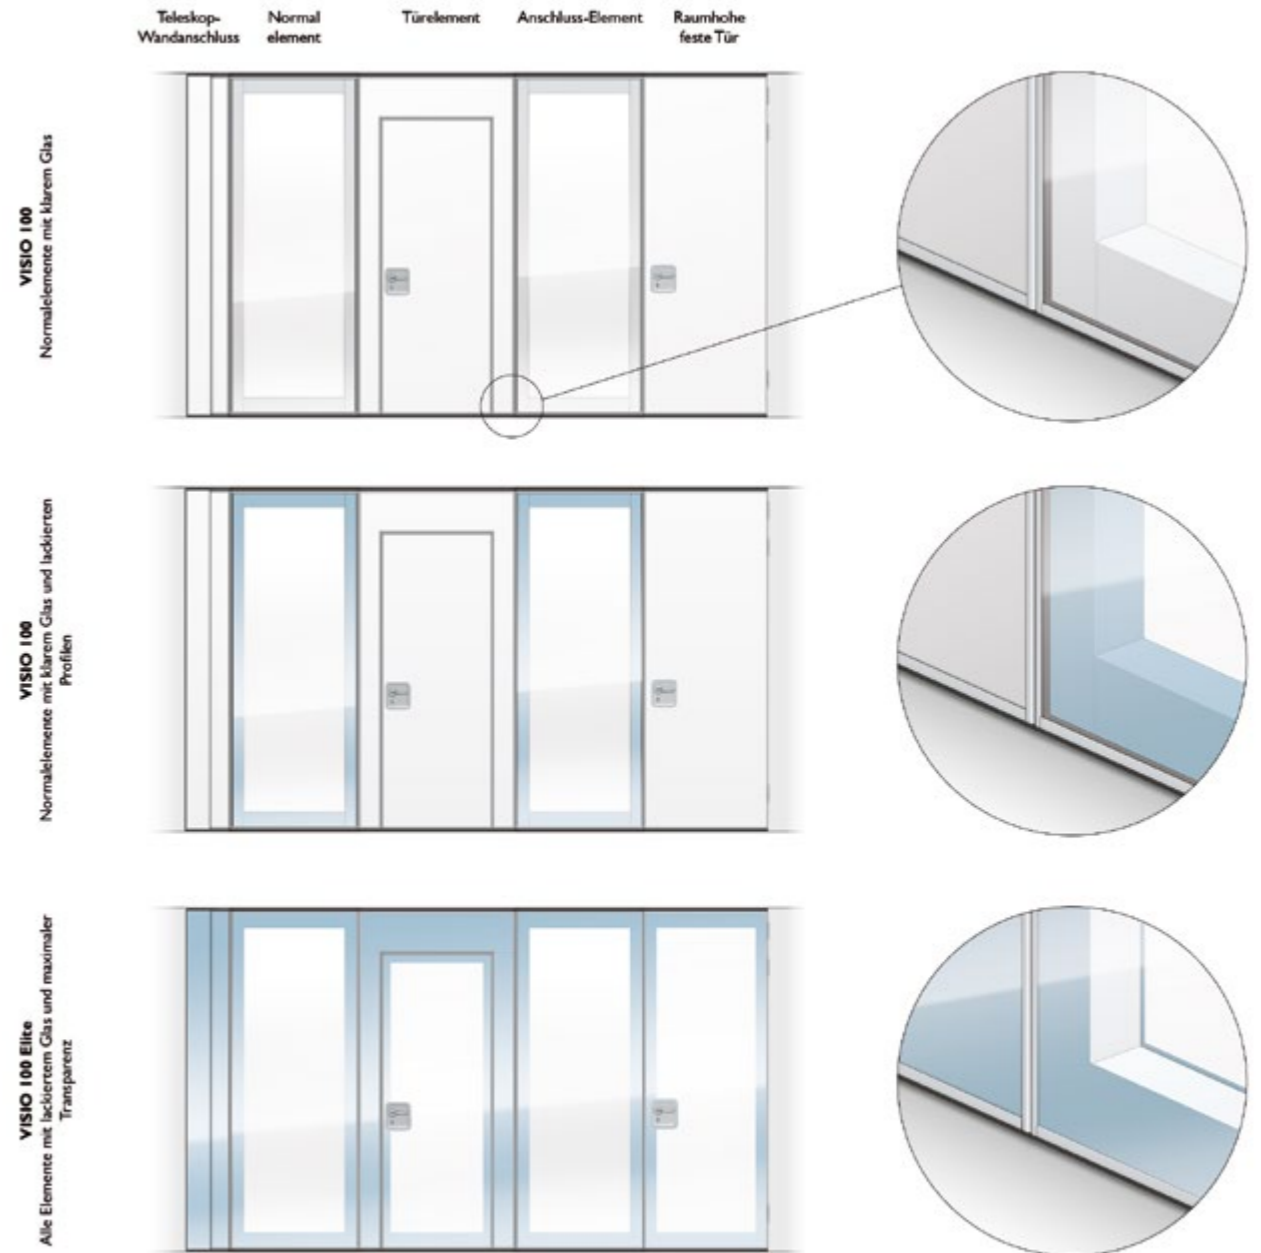 Teleskop-
Wandanschluss
Normal
element
Türelement
Anschluss-Element
Raumhohe
feste Tür
VISIO 100
Normalelemente mit klarem Glas
VISIO 100
Normalelemente mit klarem Glas und lackierten
Profilen
VISIO 100 Elite
Alle Elemente mit lackiertem Glas und maximaler
Transparenz